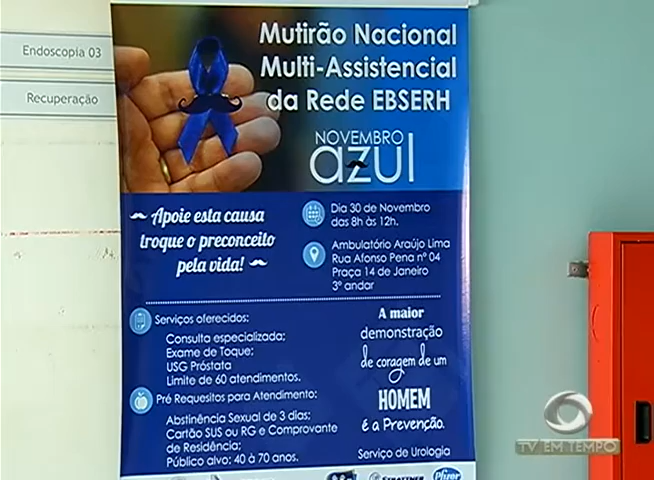 Endoscopia 03
Recuperação
Mutirão Nacional
Multi-Assistencial
da Rede EBSERH
NOVEMBRO
azul
Apoie esta causa
troque o preconceito
pela vida!
Dia 30 de Novembro
das 8h às 12h.
Ambulatório Araújo Lima
Rua Afonso Pena nº 04
Praça 14 de Janeiro
3º andar
Serviços oferecidos:
Consulta especializada;
Exame de Toque;
USG Próstata
Limite de 60 atendimentos.
Pré Requesitos para Atendimento:
Abstinência Sexual de 3 dias;
Cartão SUS ou RG e Comprovante
de Residência;
Público alvo: 40 à 70 anos.
A maior
demonstração
de coragem de um
HOMEM
é a Prevenção.
Serviço de Urologia
Pfizer
TV EM TEMPO